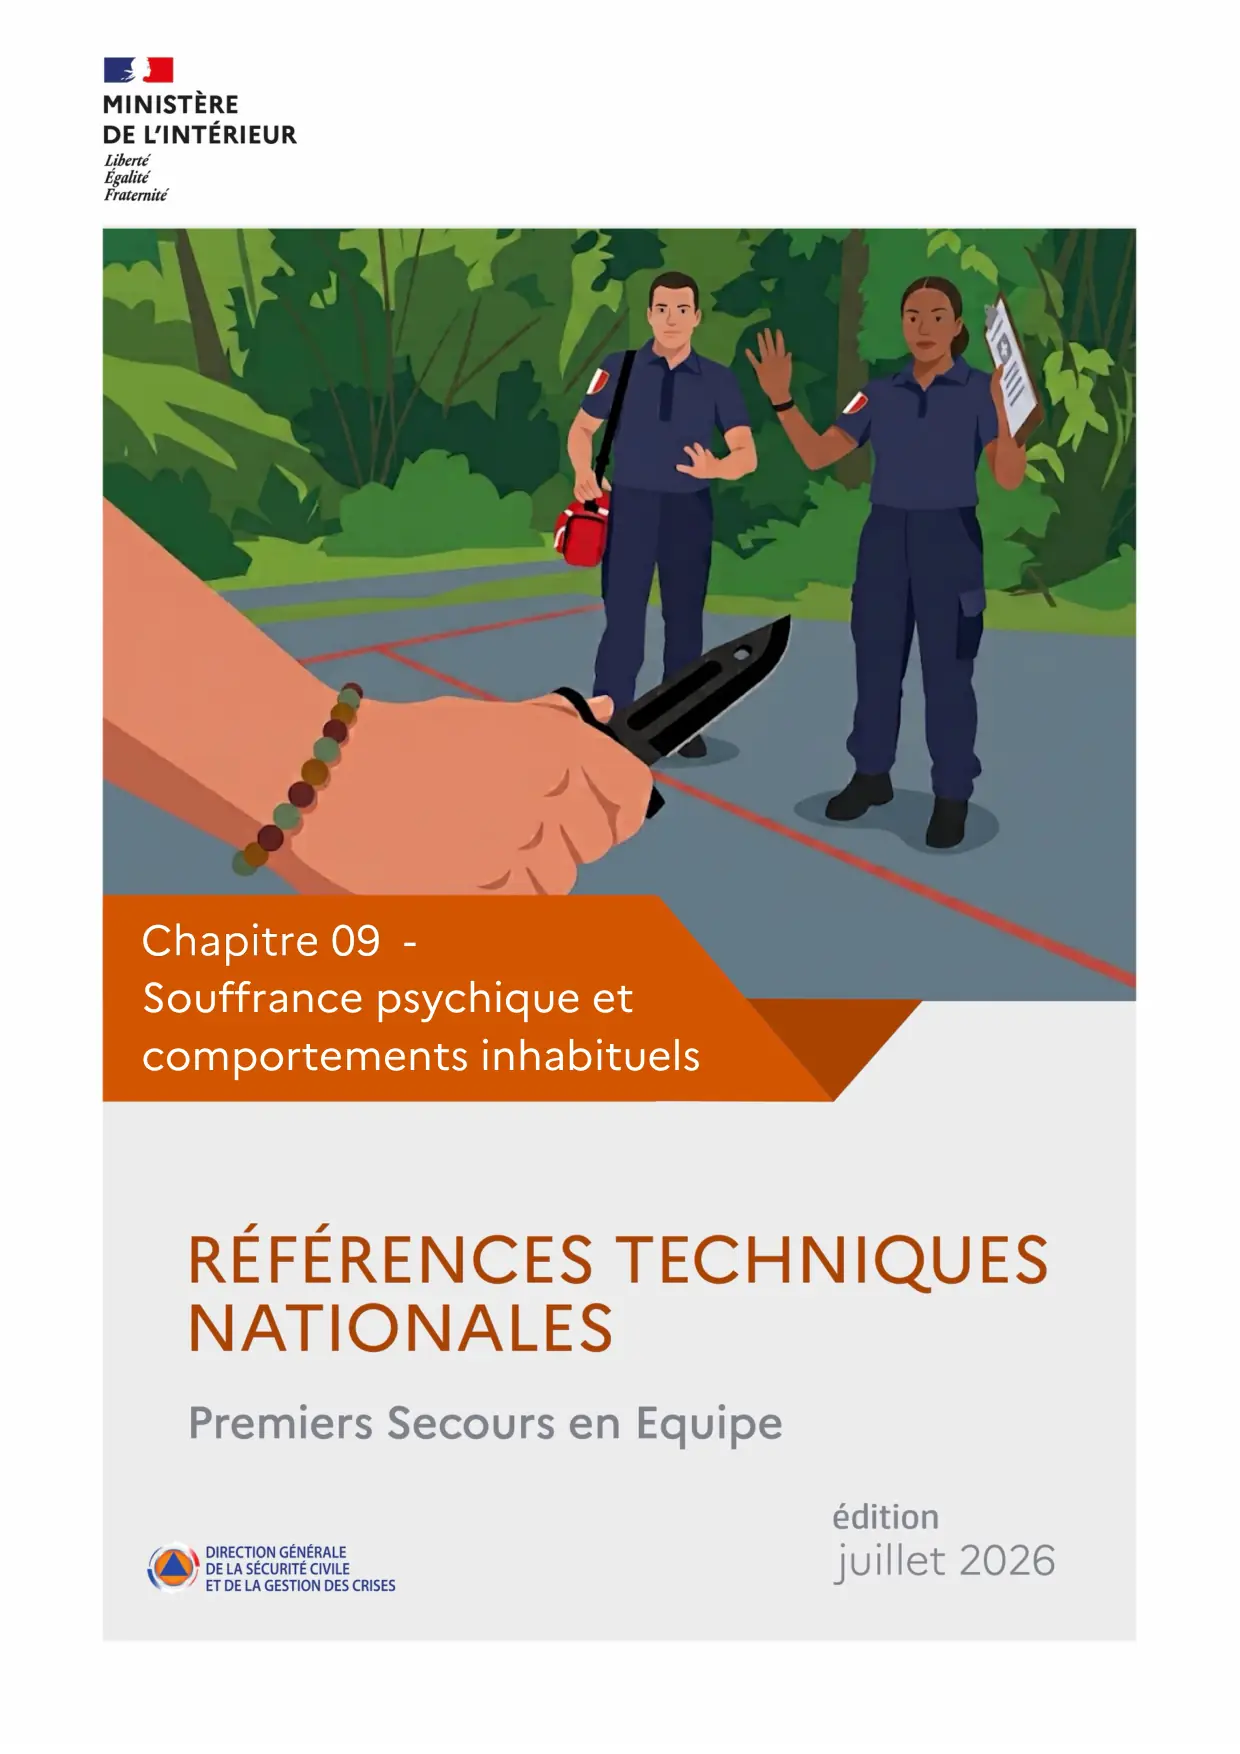 MINISTÈRE
DE L'INTÉRIEUR
Liberté
Égalité
Fraternité
Chapitre 09 -
Souffrance psychique et
comportements inhabituels
RÉFÉRENCES TECHNIQUES
NATIONALES
Premiers Secours en Equipe
édition
juillet 2026
DIRECTION GÉNÉRALE
DE LA SÉCURITÉ CIVILE
ET DE LA GESTION DES CRISES